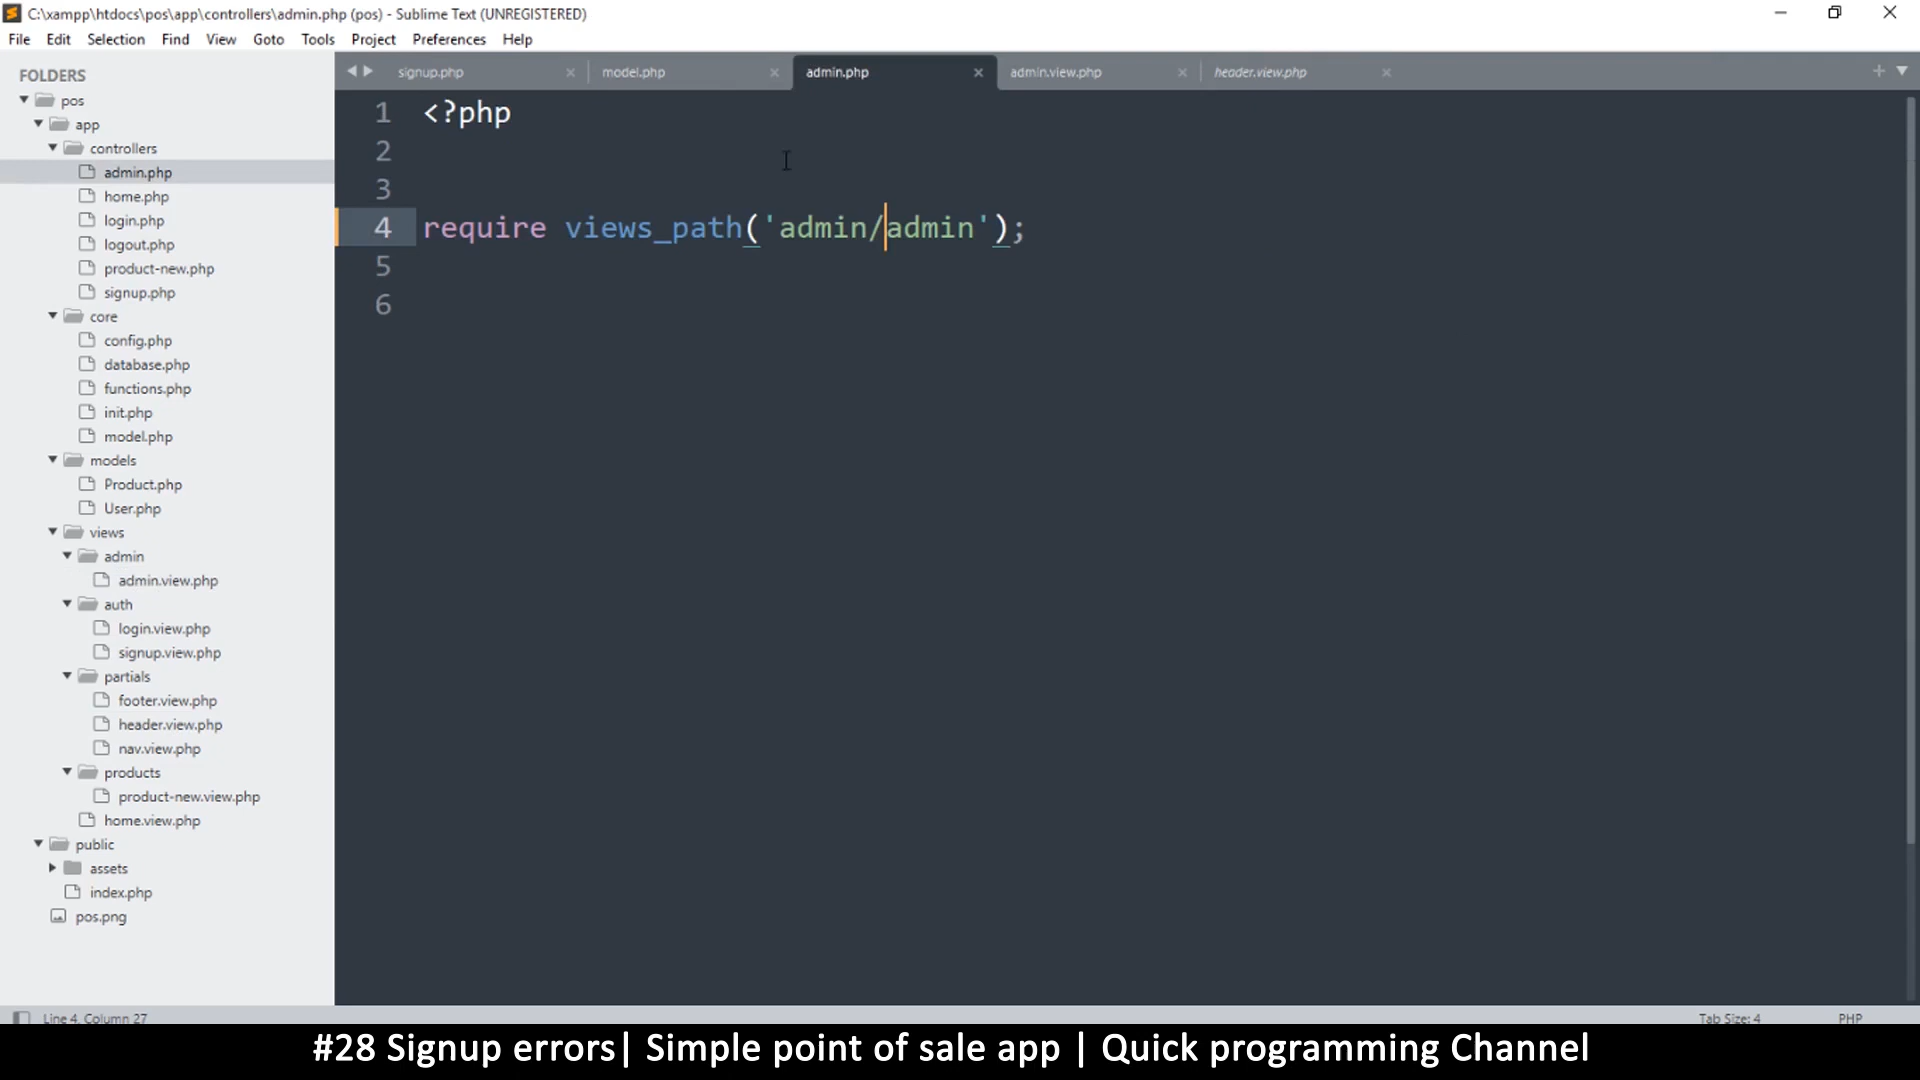 C:\xampp\htdocs\pos\app\controllers\admin.php (pos) - Sublime Text (UNREGISTERED)
File Edit Selection Find View Goto Tools Project Preferences Help
FOLDERS
pos
app
controllers
admin.php
home.php
login.php
logout.php
product-new.php
signup.php
core
config.php
database.php
functions.php
init.php
model.php
models
Product.php
User.php
views
admin
admin.view.php
auth
login.view.php
signup.view.php
partials
footer.view.php
header.view.php
nav.view.php
products
product-new.view.php
home.view.php
public
assets
index.php
pos.png
signup.php model.php admin.php admin.view.php header.view.php
1 <?php
2
3
4 require views_path('admin/admin');
5
6
Line 4, Column 27 Tab Size: 4 PHP
#28 Signup errors| Simple point of sale app | Quick programming Channel